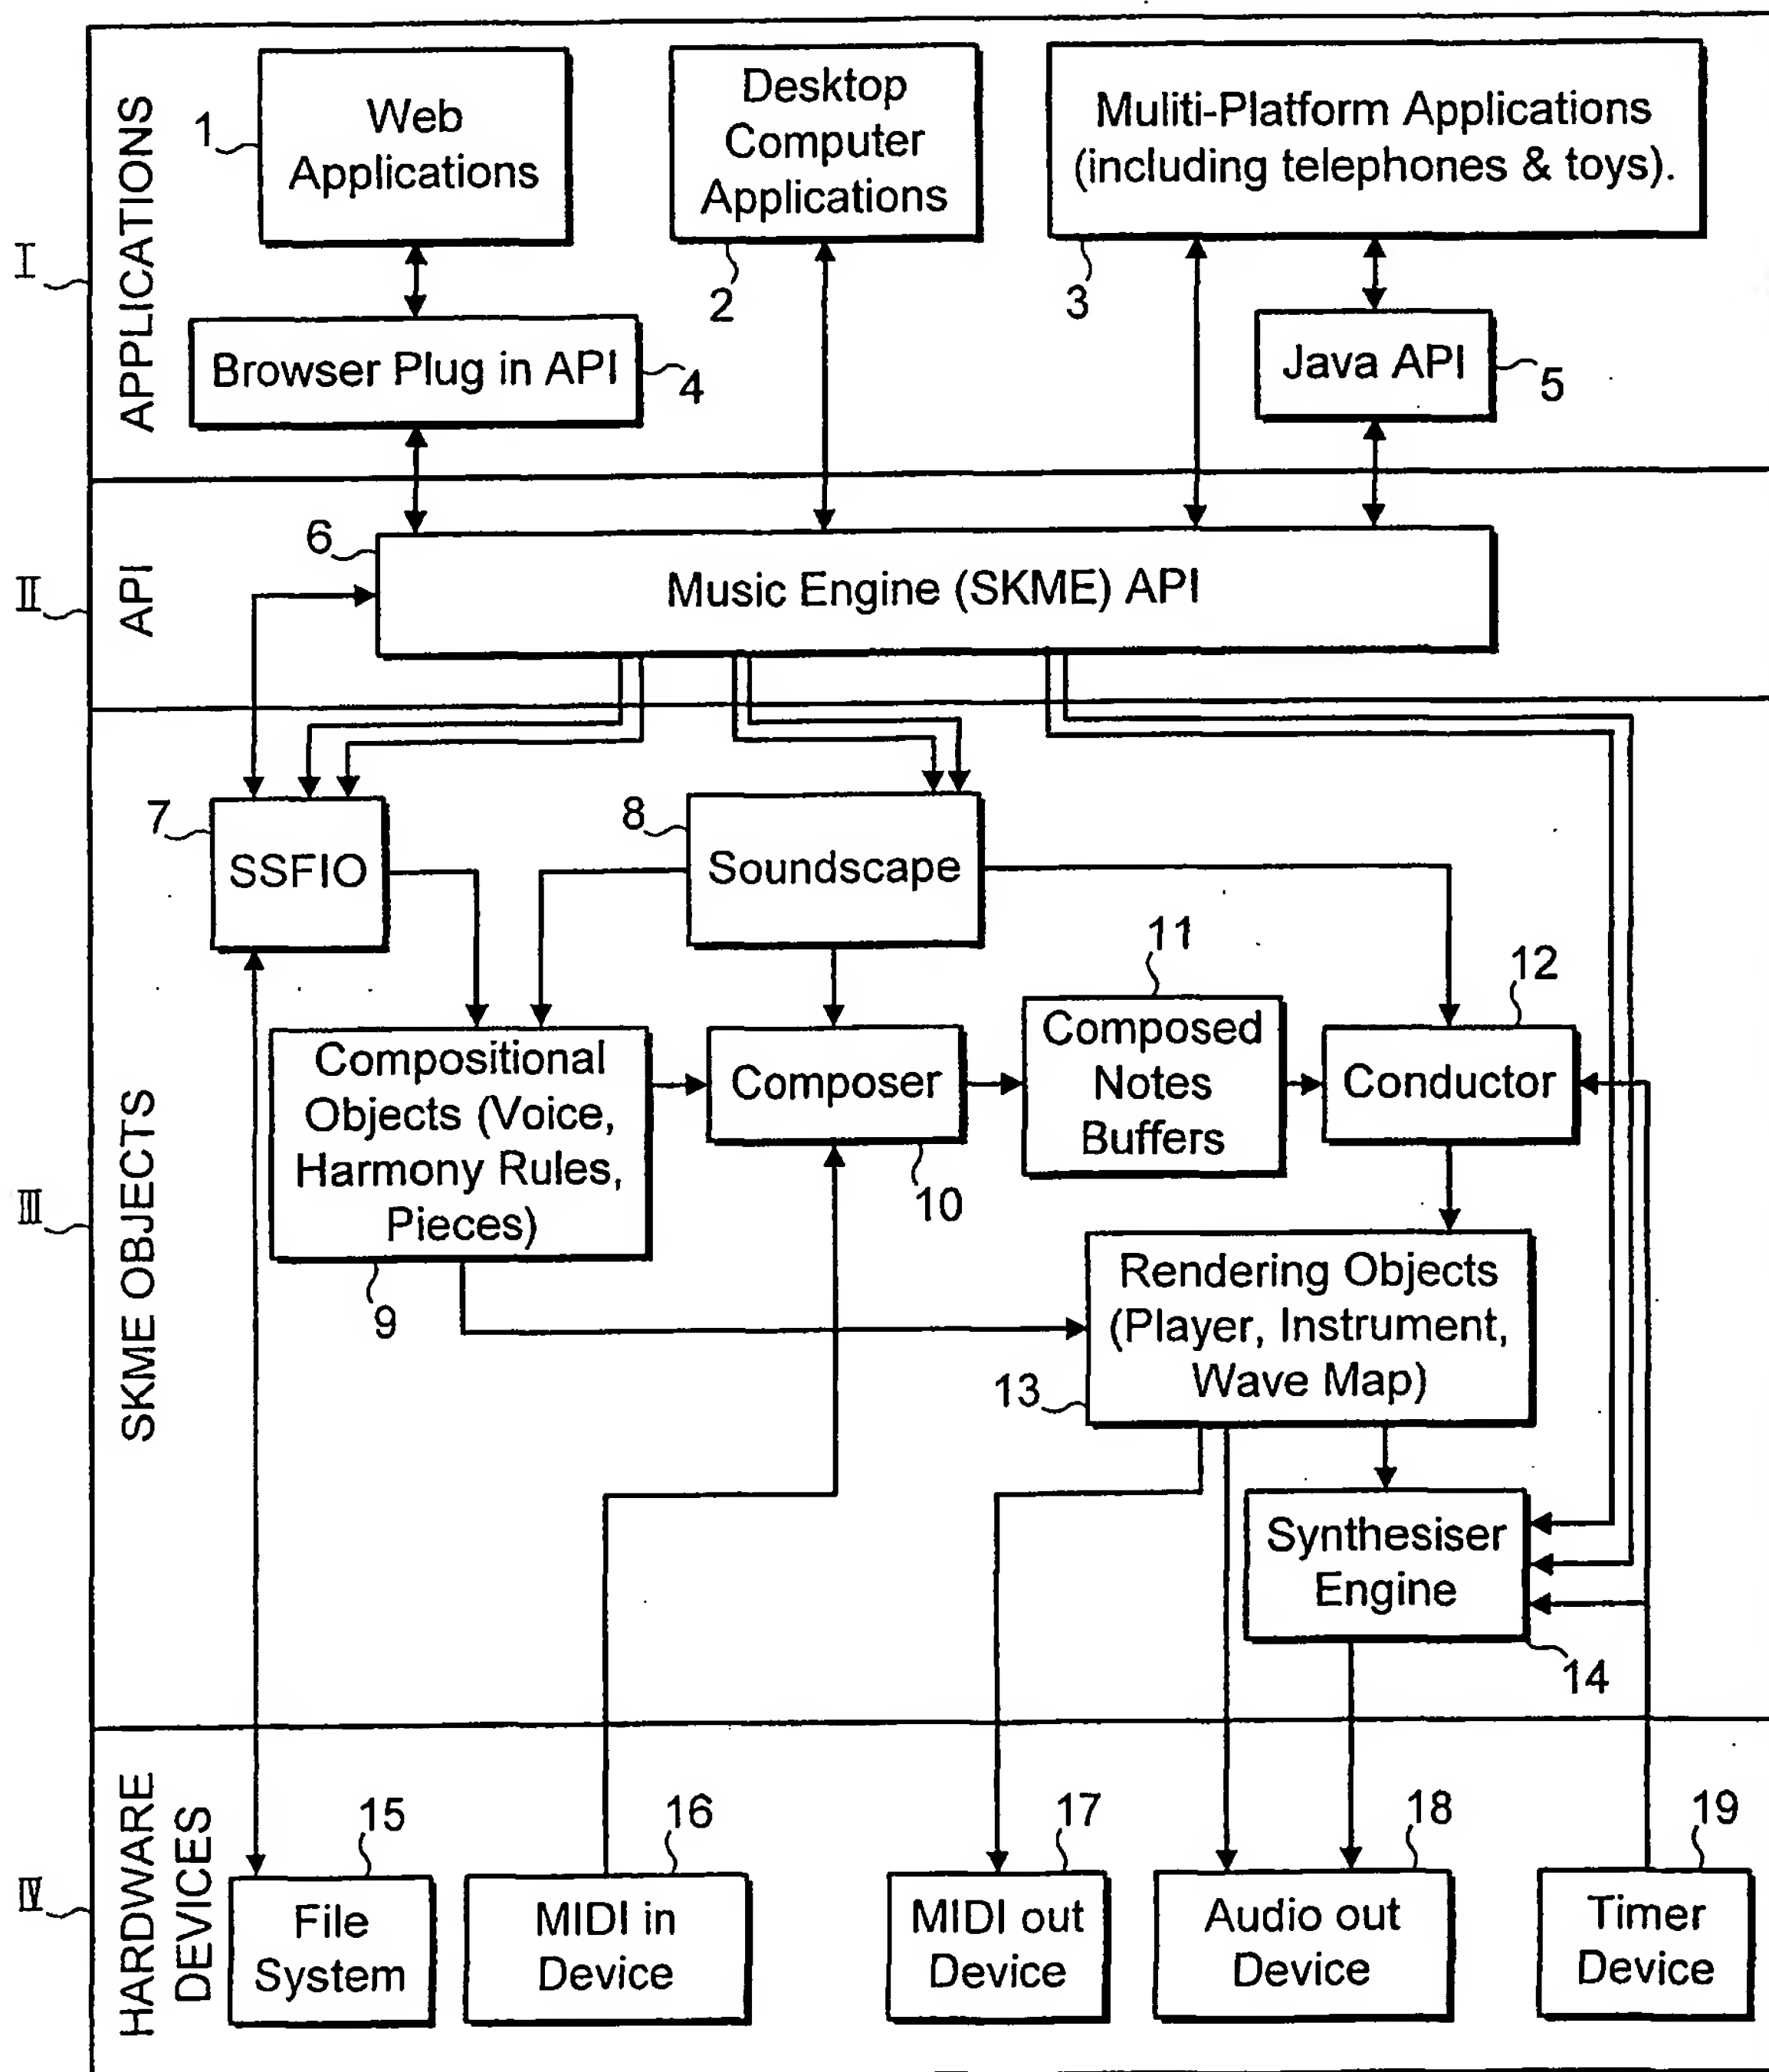 I
APPLICATIONS
1
Web
Applications
Desktop
Computer
Applications
2
Muliti-Platform Applications
(including telephones & toys).
3
Browser Plug in API
4
Java API
5
II
API
6
Music Engine (SKME) API
III
SKME OBJECTS
7
SSFIO
8
Soundscape
Compositional
Objects (Voice,
Harmony Rules,
Pieces)
9
Composer
10
11
Composed
Notes
Buffers
12
Conductor
Rendering Objects
(Player, Instrument,
Wave Map)
13
Synthesiser
Engine
14
IV
HARDWARE
DEVICES
15
File
System
16
MIDI in
Device
17
MIDI out
Device
18
Audio out
Device
19
Timer
Device